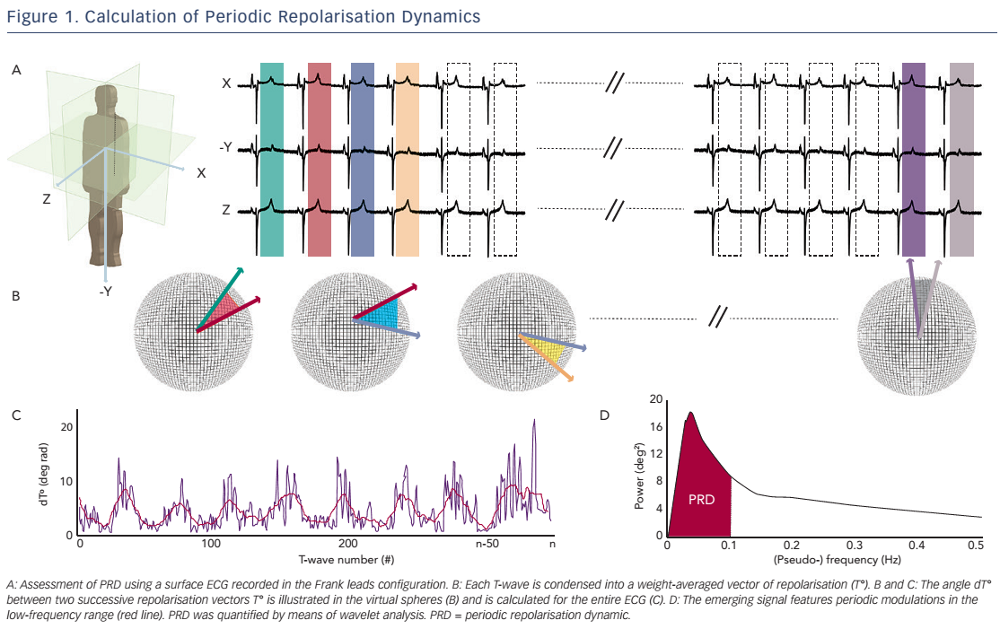 Figure 1. Calculation of Periodic Repolarisation Dynamics
A
X
-Y
Z
X
Z
-Y
B
C
dT° (deg rad)
20
10
0
0
100
200
n-50
n
T-wave number (#)
D
Power (deg²)
20
16
12
8
4
0
PRD
0
0.1
0.2
0.3
0.4
0.5
(Pseudo-) frequency (Hz)
A: Assessment of PRD using a surface ECG recorded in the Frank leads configuration. B: Each T-wave is condensed into a weight-averaged vector of repolarisation (T°). B and C: The angle dT°
between two successive repolarisation vectors T° is illustrated in the virtual spheres (B) and is calculated for the entire ECG (C). D: The emerging signal features periodic modulations in the
low-frequency range (red line). PRD was quantified by means of wavelet analysis. PRD = periodic repolarisation dynamic.